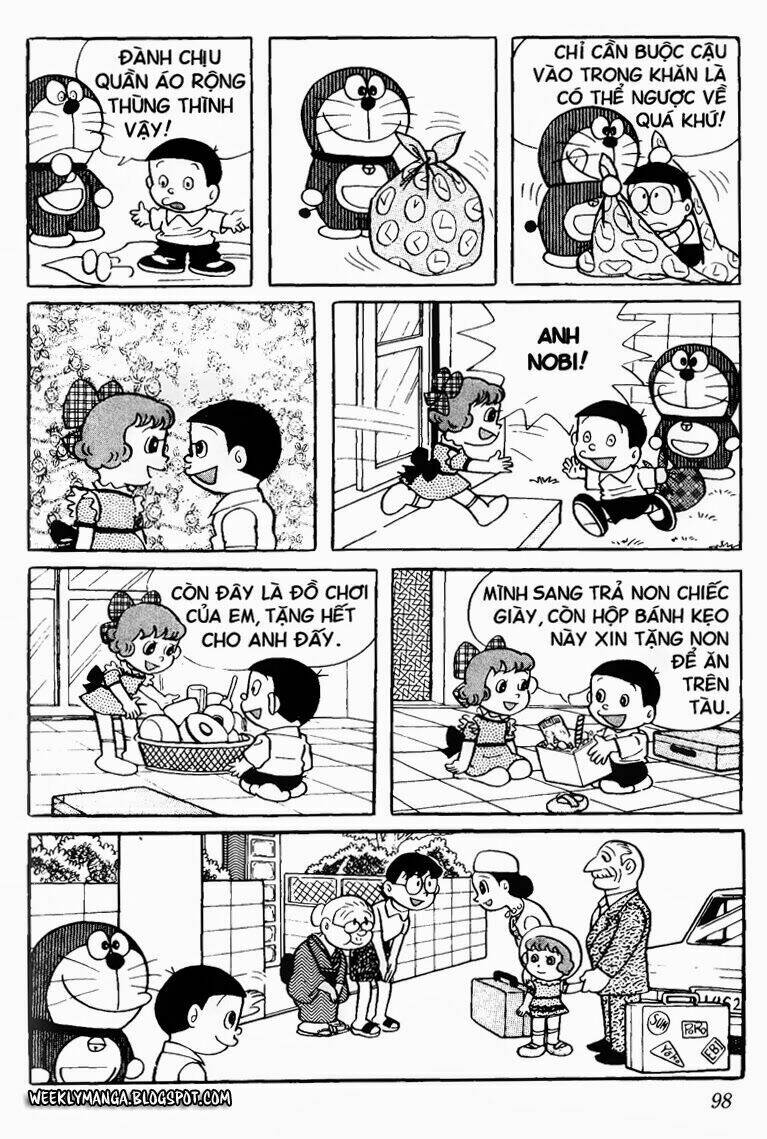 ĐÀNH CHỊU
QUẦN ÁO RỘNG
THÙNG THÌNH
VẬY!
CHỈ CẦN BUỘC CẬU
VÀO TRONG KHĂN LÀ
CÓ THỂ NGƯỢC VỀ
QUÁ KHỨ!
ANH
NOBI!
CÒN ĐÂY LÀ ĐỒ CHƠI
CỦA EM, TẶNG HẾT
CHO ANH ĐẤY.
MÌNH SANG TRẢ NON CHIẾC
GIÀY, CÒN HỘP BÁNH KẸO
NÀY XIN TẶNG NON
ĐỂ ĂN
TRÊN
TÀU.
SUM
POKO
YOKO
EBI
WEEKLYMANGA.BLOGSPOT.COM
98